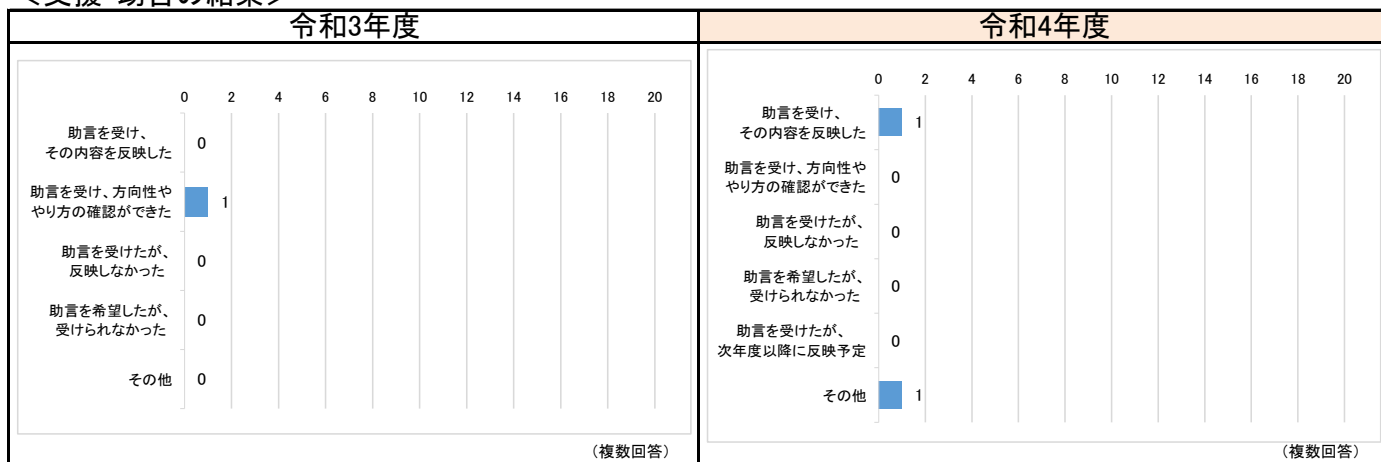 ＜支援・助言の結果＞
令和3年度
0 2 4 6 8 10 12 14 16 18 20
助言を受け、
その内容を反映した 0
助言を受け、方向性や
やり方の確認ができた 1
助言を受けたが、
反映しなかった 0
助言を希望したが、
受けられなかった 0
その他 0
（複数回答）
令和4年度
0 2 4 6 8 10 12 14 16 18 20
助言を受け、
その内容を反映した 1
助言を受け、方向性や
やり方の確認ができた 0
助言を受けたが、
反映しなかった 0
助言を希望したが、
受けられなかった 0
助言を受けたが、
次年度以降に反映予定 0
その他 1
（複数回答）